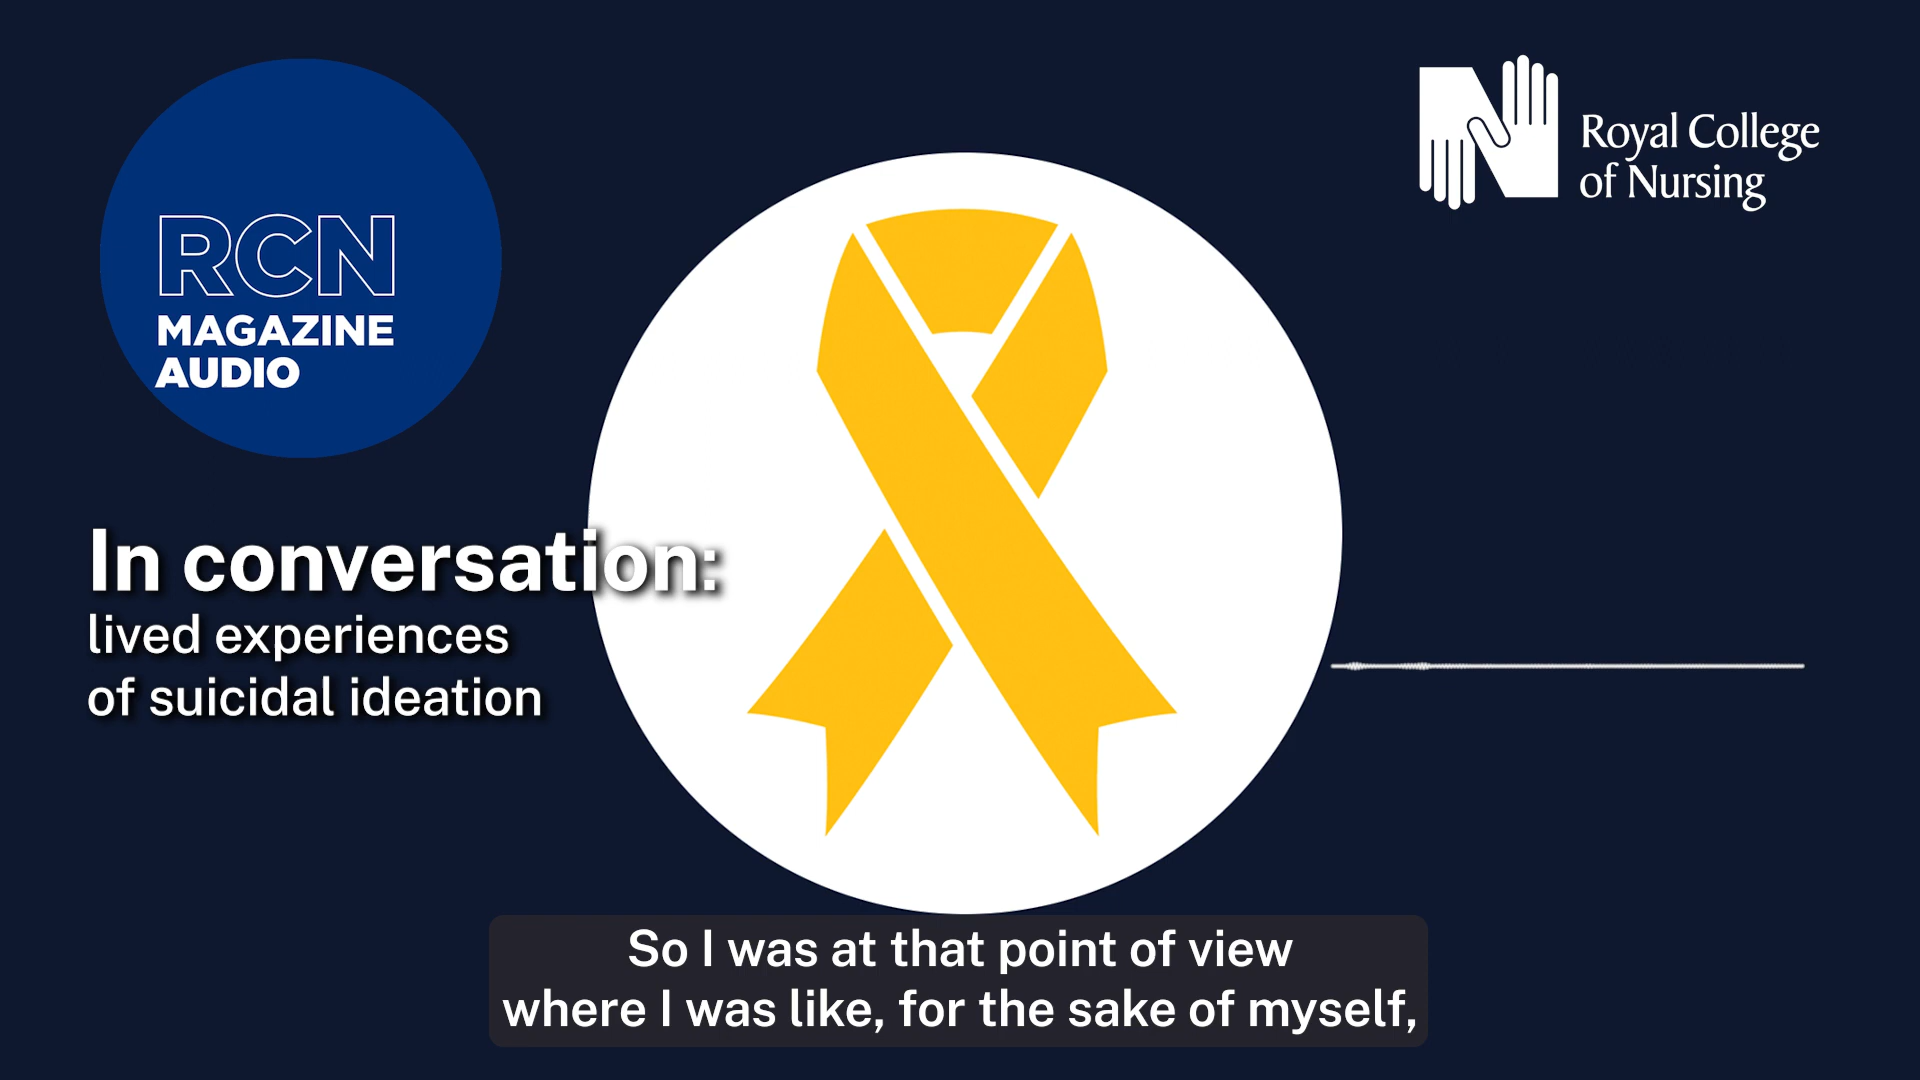 RCN
MAGAZINE
AUDIO
Royal College
of Nursing
In conversation:
lived experiences
of suicidal ideation
So I was at that point of view
where I was like, for the sake of myself,